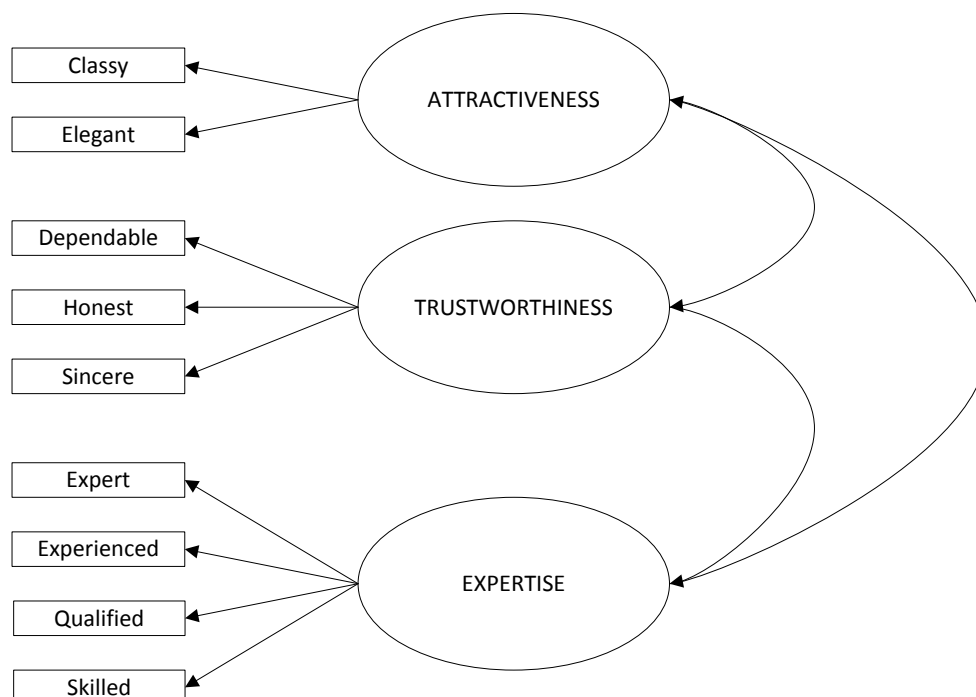 Classy
ATTRACTIVENESS
Elegant
Dependable
Honest
TRUSTWORTHINESS
Sincere
Expert
Experienced
EXPERTISE
Qualified
Skilled